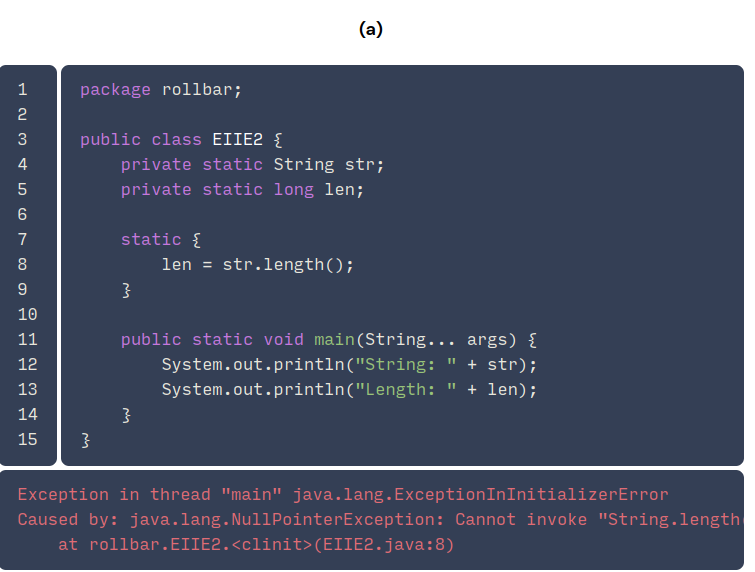 (a)
1 package rollbar;
2
3 public class EIIE2 {
4     private static String str;
5     private static long len;
6
7     static {
8         len = str.length();
9     }
10
11     public static void main(String... args) {
12         System.out.println("String: " + str);
13         System.out.println("Length: " + len);
14     }
15 }
Exception in thread "main" java.lang.ExceptionInInitializerError
Caused by: java.lang.NullPointerException: Cannot invoke "String.length(
    at rollbar.EIIE2.<clinit>(EIIE2.java:8)